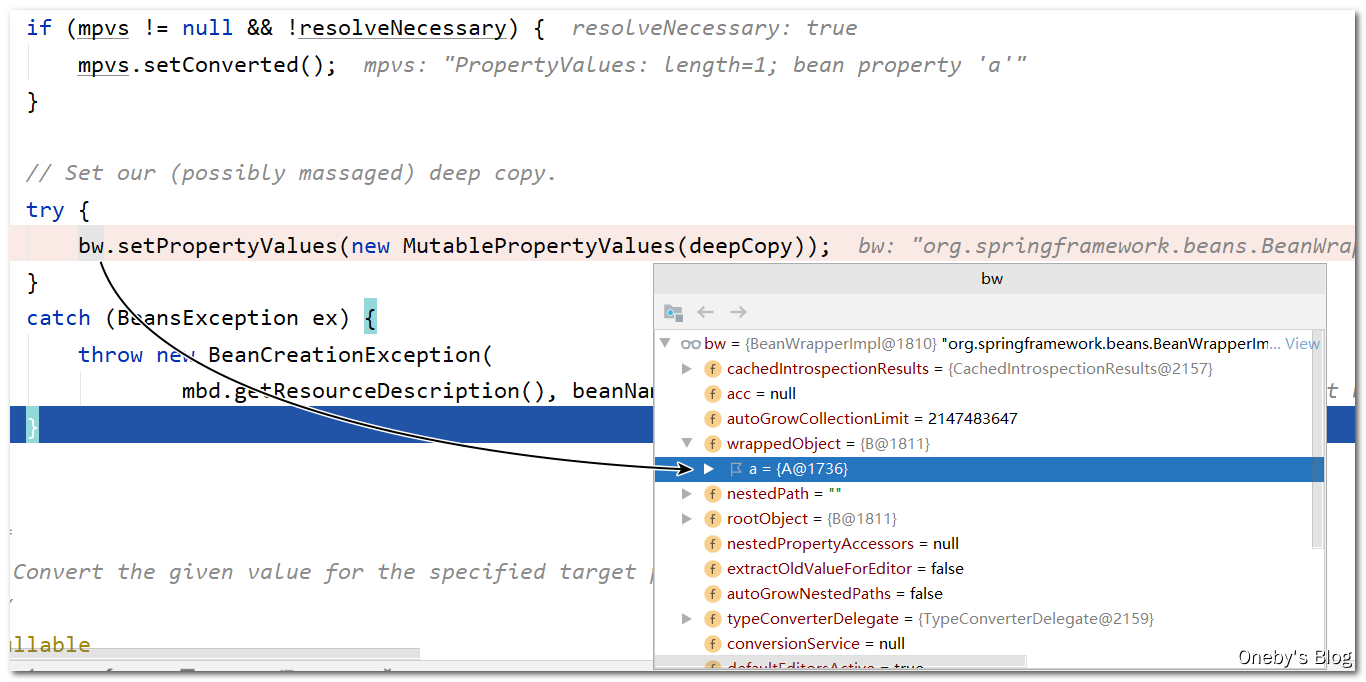 if (mpvs != null && !resolveNecessary) { resolveNecessary: true
mpvs.setConverted(); mpvs: "PropertyValues: length=1; bean property 'a'"
}
// Set our (possibly massaged) deep copy.
try {
bw.setPropertyValues(new MutablePropertyValues(deepCopy)); bw: "org.springframework.beans.BeanWrap
}
catch (BeansException ex) {
throw new BeanCreationException(
mbd.getResourceDescription(), beanNa
}
Convert the given value for the specified target
ullable
bw
bw = {BeanWrapperImpl@1810} "org.springframework.beans.BeanWrapperIm... View
cachedIntrospectionResults = {CachedIntrospectionResults@2157}
acc = null
autoGrowCollectionLimit = 2147483647
wrappedObject = {B@1811}
a = {A@1736}
nestedPath = ""
rootObject = {B@1811}
nestedPropertyAccessors = null
extractOldValueForEditor = false
autoGrowNestedPaths = false
typeConverterDelegate = {TypeConverterDelegate@2159}
conversionService = null
defaultEditorsActive = true
Oneby's Blog